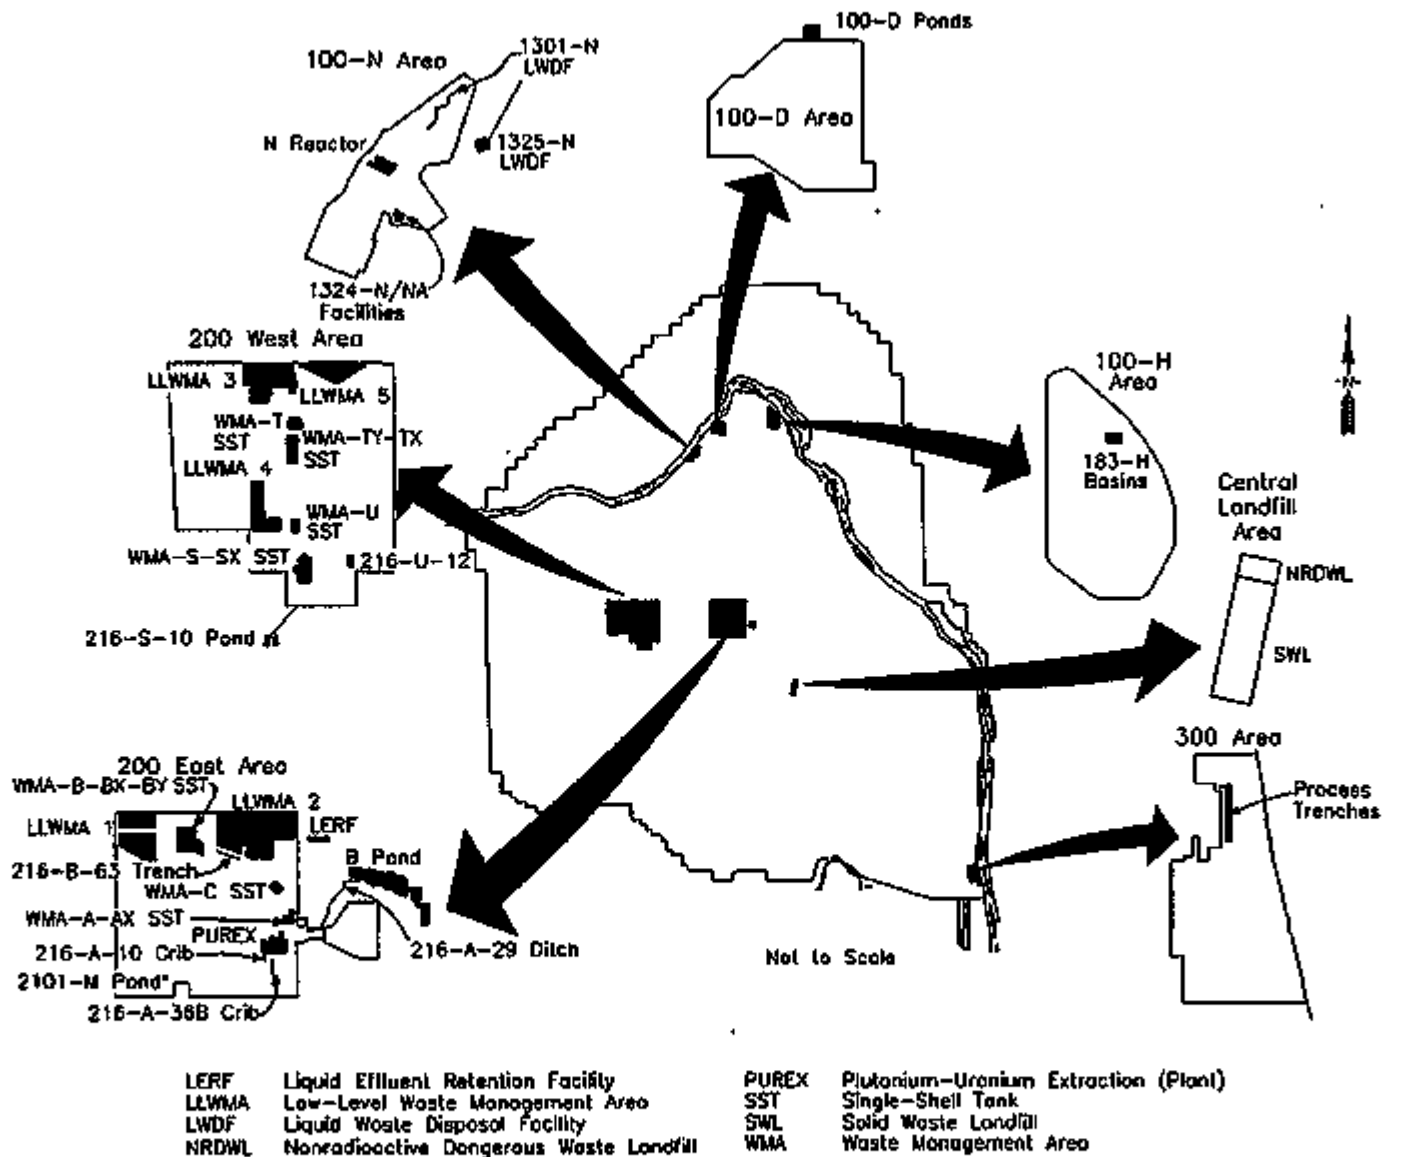 100-D Ponds
100-D Area
100-N Area
1301-N
LWDF
N Reactor
1325-N
LWDF
1324-N/NA
Facilities
200 West Area
LLWMA 3
LLWMA 5
WMA-T
SST
WMA-TY-TX
SST
LLWMA 4
WMA-U
SST
WMA-S-SX SST
216-U-12
216-S-10 Pond
100-H
Area
183-H
Basins
-N-
Central
Landfill
Area
NRDWL
SWL
300 Area
Process
Trenches
200 East Area
WMA-B-BX-BY SST
LLWMA 2
LLWMA 1
LERF
B Pond
216-B-63 Trench
WMA-C SST
WMA-A-AX SST
PUREX
216-A-10 Crib
216-A-29 Ditch
2101-M Pond
216-A-36B Crib
Not to Scale
LERF Liquid Effluent Retention Facility
LLWMA Low-Level Waste Management Area
LWDF Liquid Waste Disposal Facility
NRDWL Nonradioactive Dangerous Waste Landfill
PUREX Plutonium-Uranium Extraction (Plant)
SST Single-Shell Tank
SWL Solid Waste Landfill
WMA Waste Management Area